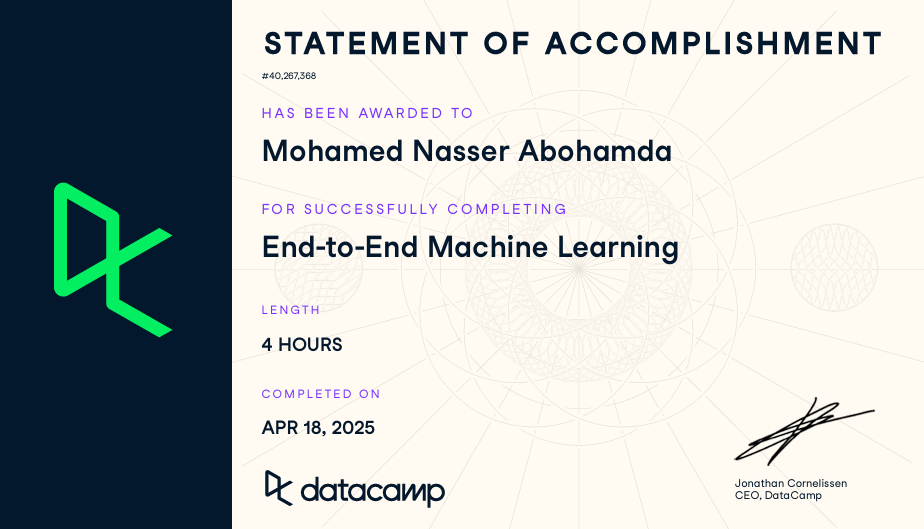 STATEMENT OF ACCOMPLISHMENT
#40,267,368
HAS BEEN AWARDED TO
Mohamed Nasser Abohamda
FOR SUCCESSFULLY COMPLETING
End-to-End Machine Learning
LENGTH
4 HOURS
COMPLETED ON
APR 18, 2025
datacamp
Jonathan Cornelissen
CEO, DataCamp